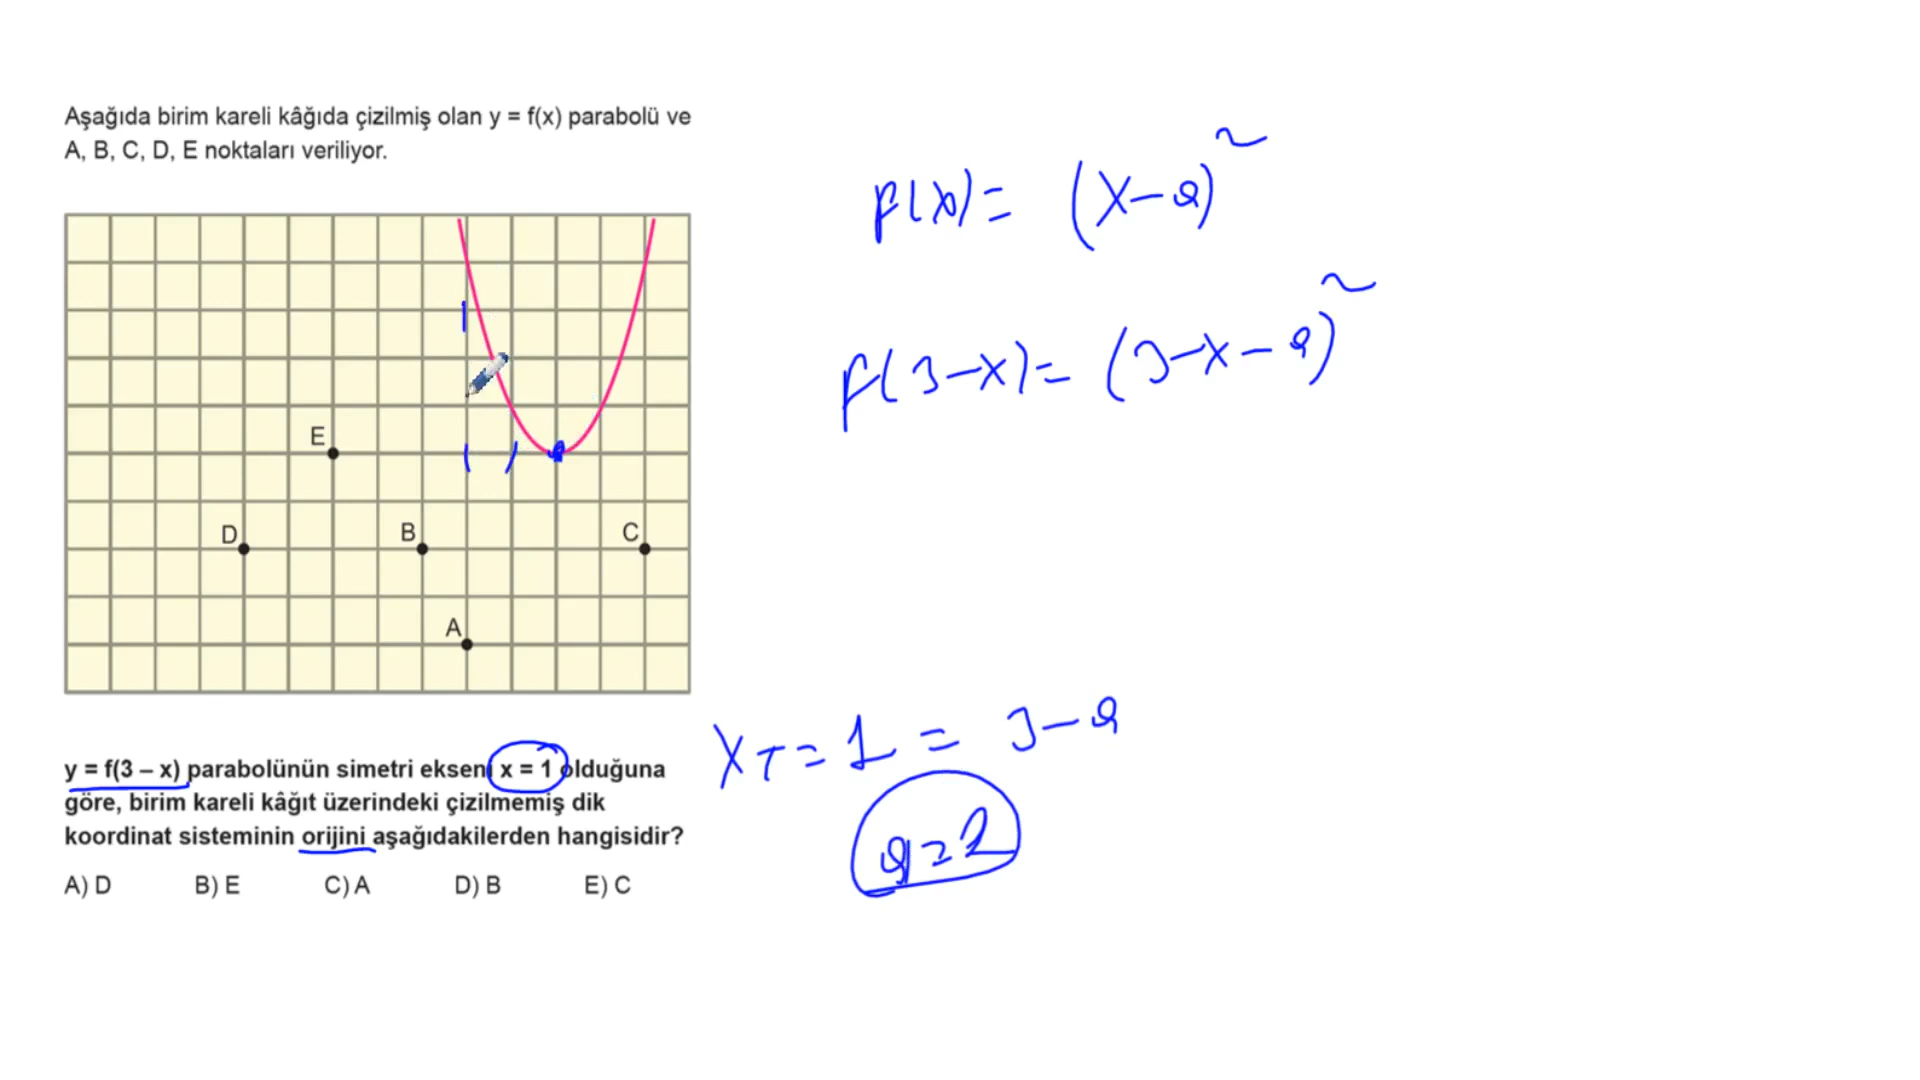 Aşağıda birim kareli kâğıda çizilmiş olan y = f(x) parabolü ve
A, B, C, D, E noktaları veriliyor.
E
D
B
C
A
y = f(3 – x) parabolünün simetri ekseni x = 1 olduğuna
göre, birim kareli kâğıt üzerindeki çizilmemiş dik
koordinat sisteminin orijini aşağıdakilerden hangisidir?
A) D B) E C) A D) B E) C
f(x) = (x-a)²
f(3-x) = (3-x-a)²
x_T = 1 = 3-a
a=2